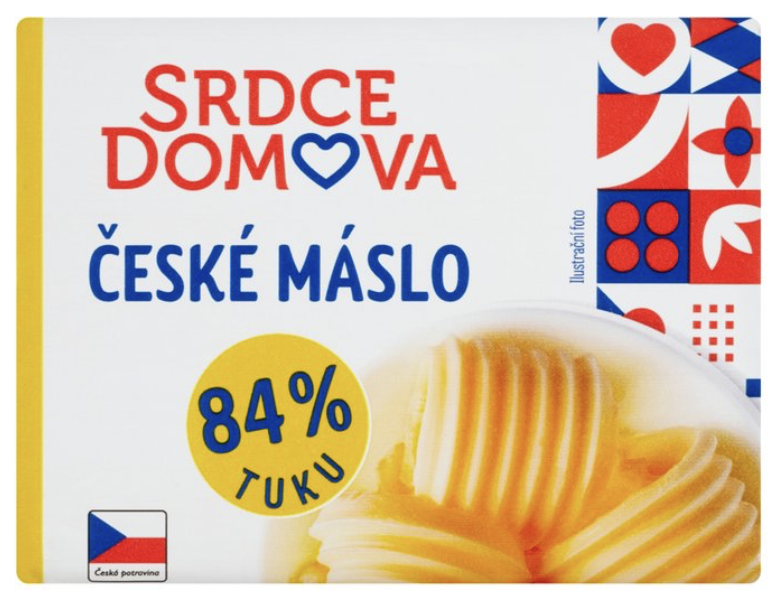 SRDCE
DOMOVA
ČESKÉ MÁSLO
Ilustrační foto
84%
TUKU
Česká potravina